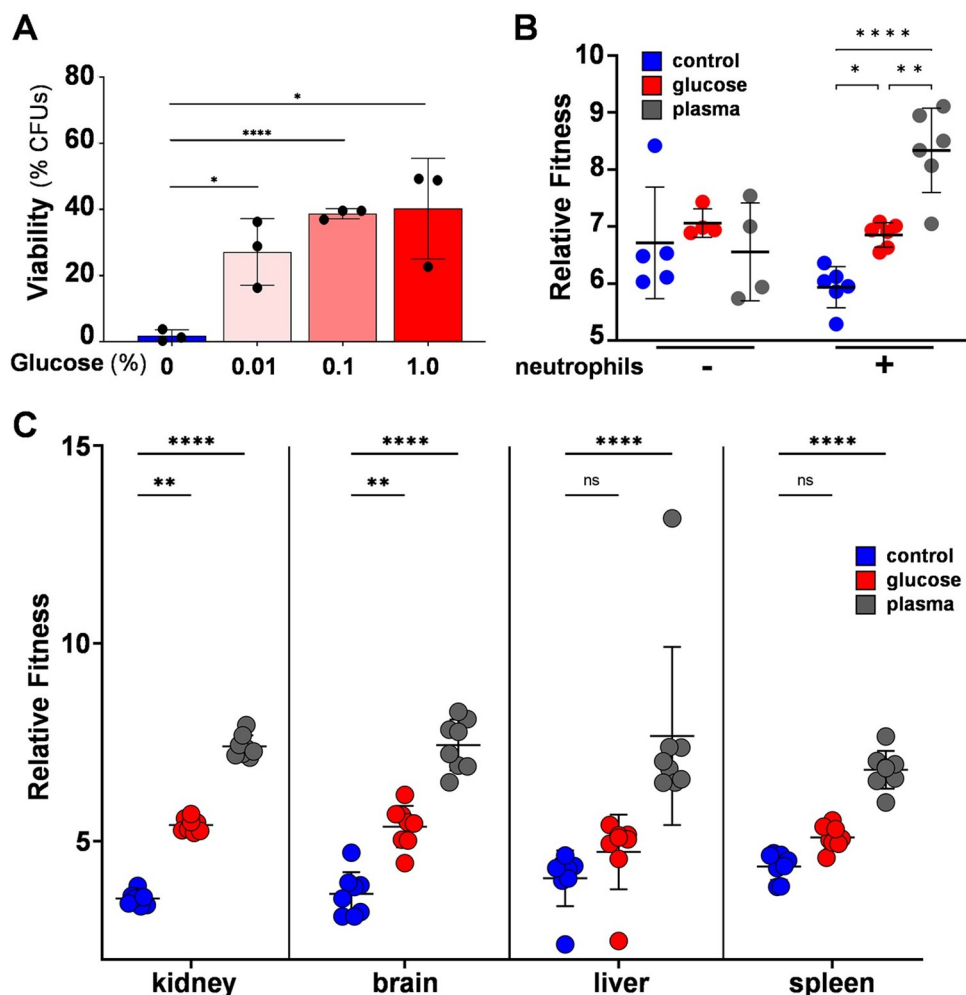 A
Viability (% CFUs)
80
60
40
20
0
*
****
*
Glucose (%) 0 0.01 0.1 1.0
B
Relative Fitness
10
9
8
7
6
5
control
glucose
plasma
****
* **
neutrophils - +
C
Relative Fitness
15
10
5
**** **** **** ****
** ** ns ns
control
glucose
plasma
kidney brain liver spleen